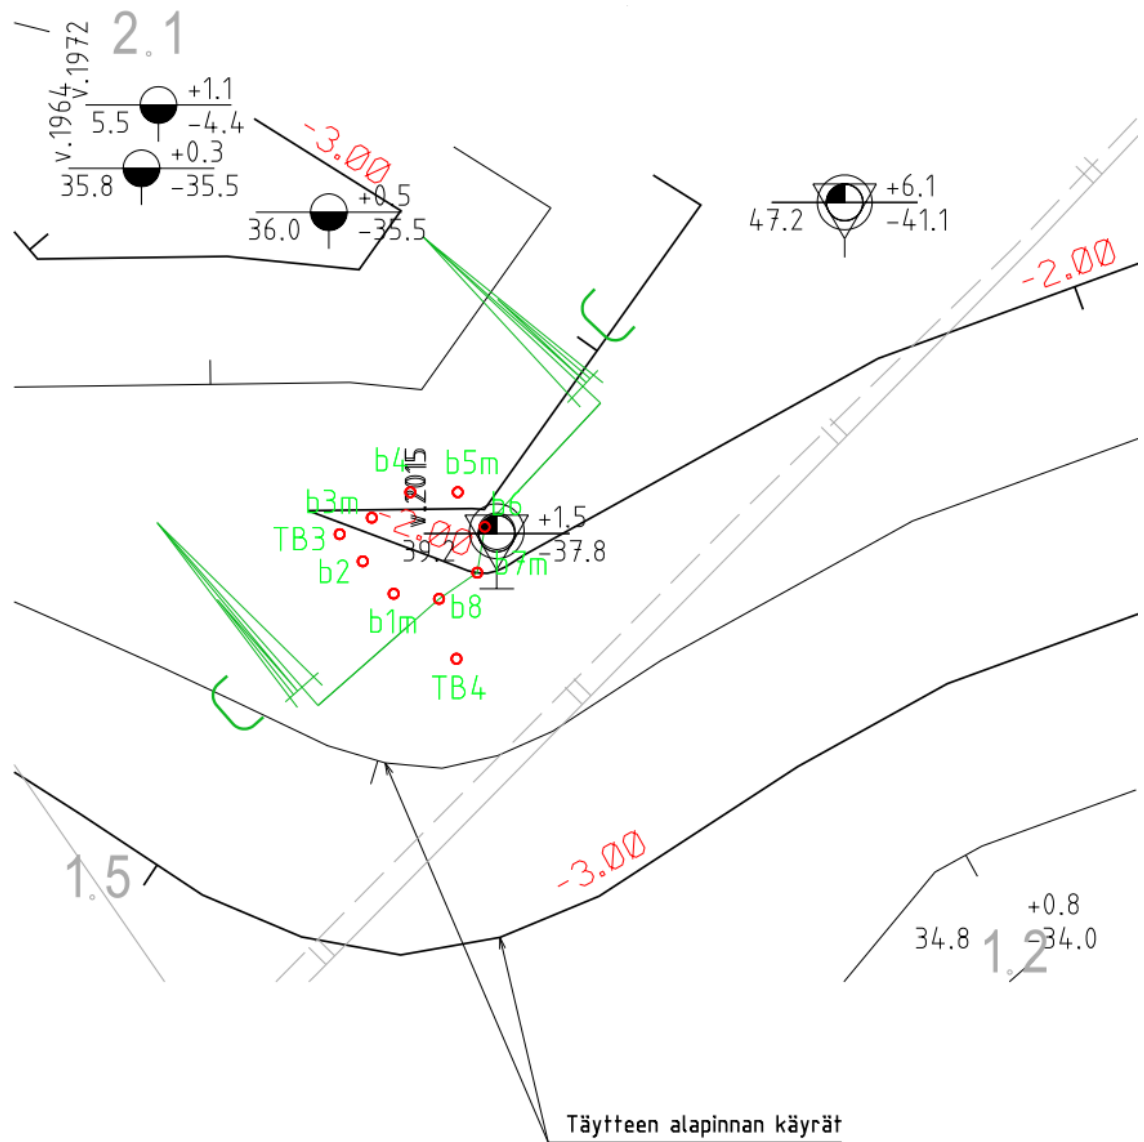 2.1
v.1972
v.1964
+1.1
5.5
-4.4
+0.3
35.8
-35.5
-3.00
+0.5
36.0
-35.5
+6.1
47.2
-41.1
-2.00
b4
v.2015
b5m
b3m
b6
-2.00
+1.5
TB3
39.2
-37.8
b2
b7m
b1m
b8
TB4
1.5
-3.00
+0.8
34.8
-34.0
1.2
Täytteen alapinnan käyrät